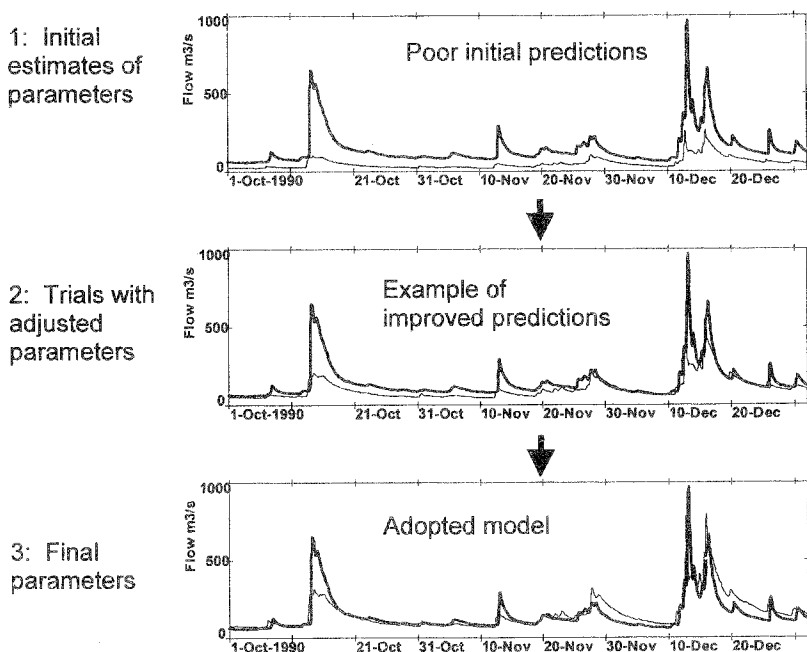 1: Initial
estimates of
parameters
Flow m3/s
1000
500
0
Poor initial predictions
1-Oct-1990
21-Oct
31-Oct
10-Nov
20-Nov
30-Nov
10-Dec
20-Dec
2: Trials with
adjusted
parameters
Flow m3/s
1000
500
0
Example of
improved predictions
1-Oct-1990
21-Oct
31-Oct
10-Nov
20-Nov
30-Nov
10-Dec
20-Dec
3: Final
parameters
Flow m3/s
1000
500
0
Adopted model
1-Oct-1990
21-Oct
31-Oct
10-Nov
20-Nov
30-Nov
10-Dec
20-Dec